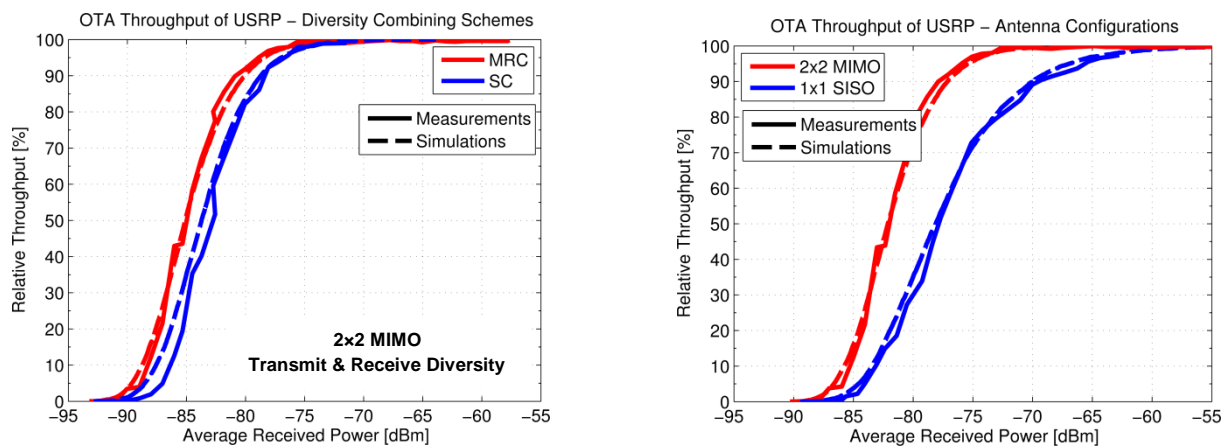 OTA Throughput of USRP − Diversity Combining Schemes
100
90
80
70
60
50
40
30
20
10
0
Relative Throughput [%]
MRC
SC
Measurements
Simulations
2×2 MIMO
Transmit & Receive Diversity
−95 −90 −85 −80 −75 −70 −65 −60 −55
Average Received Power [dBm]
OTA Throughput of USRP − Antenna Configurations
100
90
80
70
60
50
40
30
20
10
0
Relative Throughput [%]
2x2 MIMO
1x1 SISO
Measurements
Simulations
−95 −90 −85 −80 −75 −70 −65 −60 −55
Average Received Power [dBm]